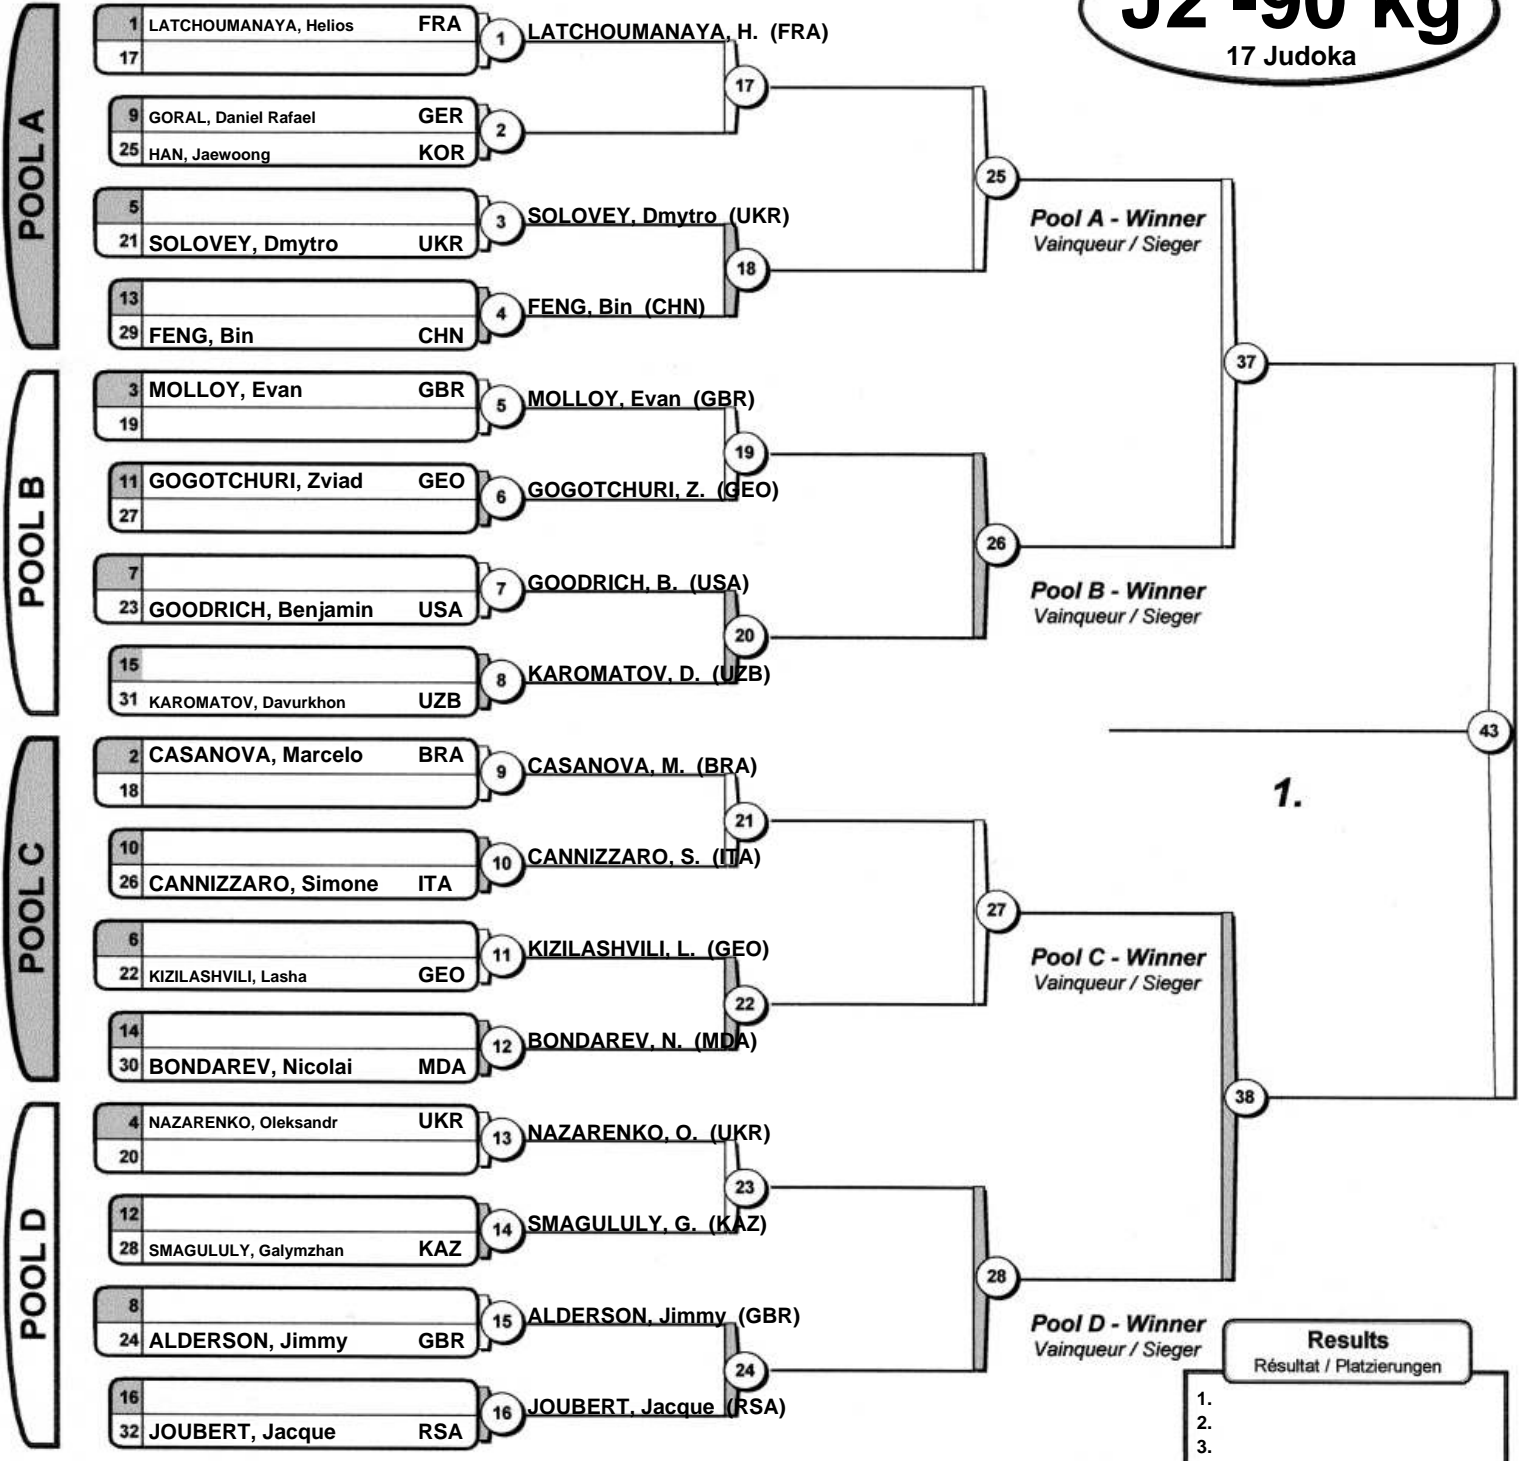 J2 -90 kg
17 Judoka
POOL A
1 LATCHOUMANAYA, Helios FRA
17
1 LATCHOUMANAYA, H. (FRA)
9 GORAL, Daniel Rafael GER
25 HAN, Jaewoong KOR
2
17
5
21 SOLOVEY, Dmytro UKR
3 SOLOVEY, Dmytro (UKR)
13
29 FENG, Bin CHN
4 FENG, Bin (CHN)
18
25
Pool A - Winner
Vainqueur / Sieger
POOL B
3 MOLLOY, Evan GBR
19
5 MOLLOY, Evan (GBR)
11 GOGOTCHURI, Zviad GEO
27
6 GOGOTCHURI, Z. (GEO)
19
7
23 GOODRICH, Benjamin USA
7 GOODRICH, B. (USA)
15
31 KAROMATOV, Davurkhon UZB
8 KAROMATOV, D. (UZB)
20
26
Pool B - Winner
Vainqueur / Sieger
37
POOL C
2 CASANOVA, Marcelo BRA
18
9 CASANOVA, M. (BRA)
10
26 CANNIZZARO, Simone ITA
10 CANNIZZARO, S. (ITA)
21
6
22 KIZILASHVILI, Lasha GEO
11 KIZILASHVILI, L. (GEO)
14
30 BONDAREV, Nicolai MDA
12 BONDAREV, N. (MDA)
22
27
Pool C - Winner
Vainqueur / Sieger
43
1.
POOL D
4 NAZARENKO, Oleksandr UKR
20
13 NAZARENKO, O. (UKR)
12
28 SMAGULULY, Galymzhan KAZ
14 SMAGULULY, G. (KAZ)
23
8
24 ALDERSON, Jimmy GBR
15 ALDERSON, Jimmy (GBR)
16
32 JOUBERT, Jacque RSA
16 JOUBERT, Jacque (RSA)
24
28
Pool D - Winner
Vainqueur / Sieger
38
Results
Résultat / Platzierungen
1.
2.
3.